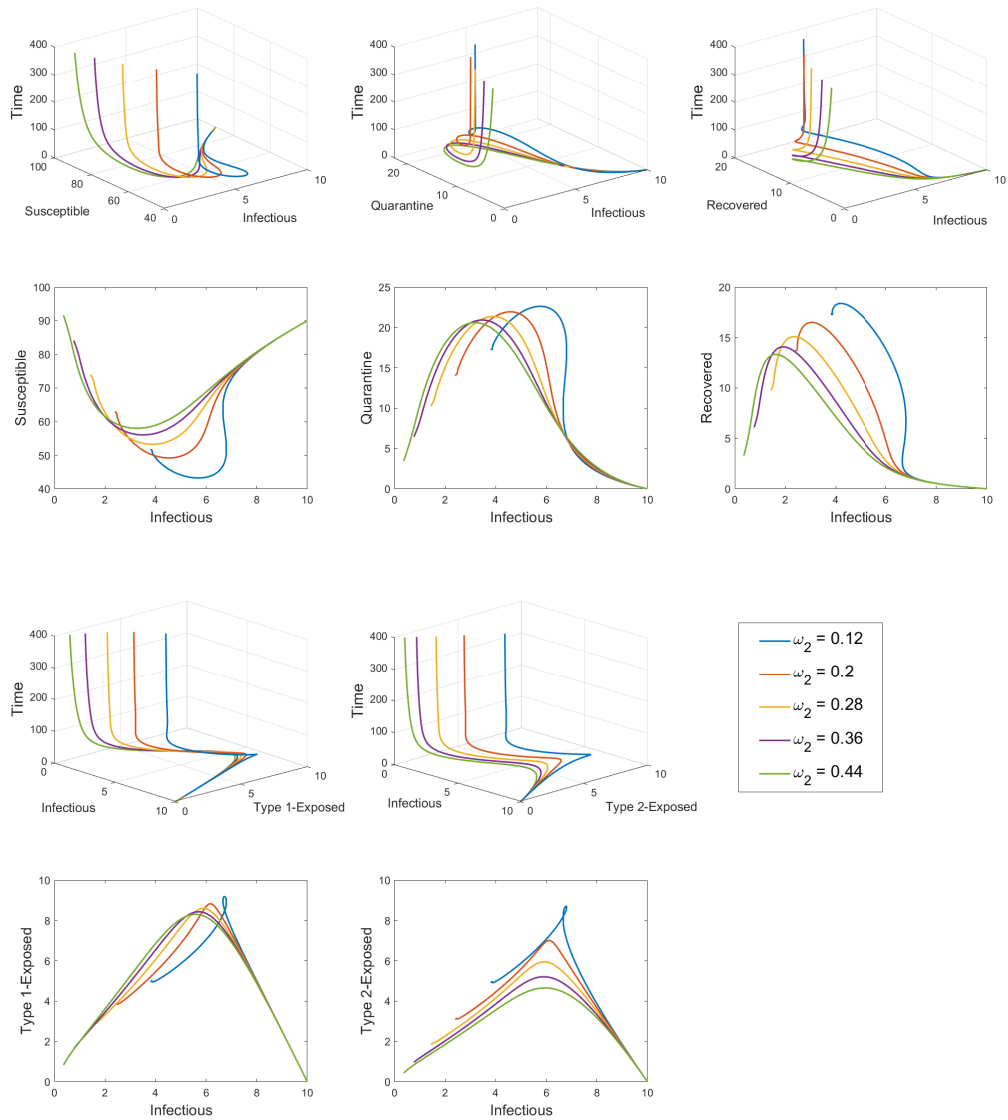 400
300
200
100
0
Time
100
80
60
40
Susceptible
0
5
10
Infectious
400
300
200
100
0
Time
20
10
0
Quarantine
0
5
10
Infectious
400
300
200
100
0
Time
20
10
0
Recovered
0
5
10
Infectious
100
90
80
70
60
50
40
Susceptible
0 2 4 6 8 10
Infectious
25
20
15
10
5
0
Quarantine
0 2 4 6 8 10
Infectious
20
15
10
5
0
Recovered
0 2 4 6 8 10
Infectious
400
300
200
100
0
Time
0
5
10
Infectious
0
5
10
Type 1-Exposed
400
300
200
100
0
Time
0
5
10
Infectious
0
5
10
Type 2-Exposed
ω2 = 0.12
ω2 = 0.2
ω2 = 0.28
ω2 = 0.36
ω2 = 0.44
10
8
6
4
2
0
Type 1-Exposed
0 2 4 6 8 10
Infectious
10
8
6
4
2
0
Type 2-Exposed
0 2 4 6 8 10
Infectious